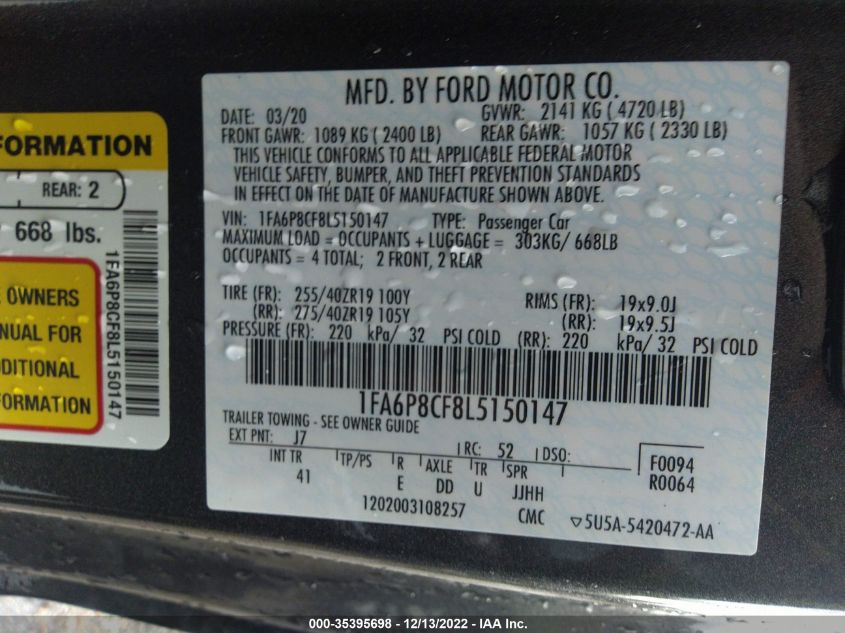 MFD. BY FORD MOTOR CO.
DATE: 03/20 GVWR: 2141 KG ( 4720 LB)
FRONT GAWR: 1089 KG ( 2400 LB) REAR GAWR: 1057 KG ( 2330 LB)
THIS VEHICLE CONFORMS TO ALL APPLICABLE FEDERAL MOTOR
VEHICLE SAFETY, BUMPER, AND THEFT PREVENTION STANDARDS
IN EFFECT ON THE DATE OF MANUFACTURE SHOWN ABOVE.
VIN: 1FA6P8CF8L5150147 TYPE: Passenger Car
MAXIMUM LOAD = OCCUPANTS + LUGGAGE = 303KG/ 668LB
OCCUPANTS = 4 TOTAL; 2 FRONT, 2 REAR
TIRE (FR): 255/40ZR19 100Y RIMS (FR): 19x9.0J
(RR): 275/40ZR19 105Y (RR): 19x9.5J
PRESSURE (FR): 220 kPa/ 32 PSI COLD (RR): 220 kPa/ 32 PSI COLD
1FA6P8CF8L5150147
TRAILER TOWING - SEE OWNER GUIDE
EXT PNT: J7 RC: 52 DSO:
INT TR TP/PS R AXLE TR SPR
41 E DD U JJHH
F0094
R0064
1202003108257 CMC 5U5A-5420472-AA
FORMATION
REAR: 2
668 lbs.
OWNERS
NUAL FOR
DITIONAL
FORMATION
1FA6P8CF8L5150147
000-35395698 - 12/13/2022 - IAA Inc.